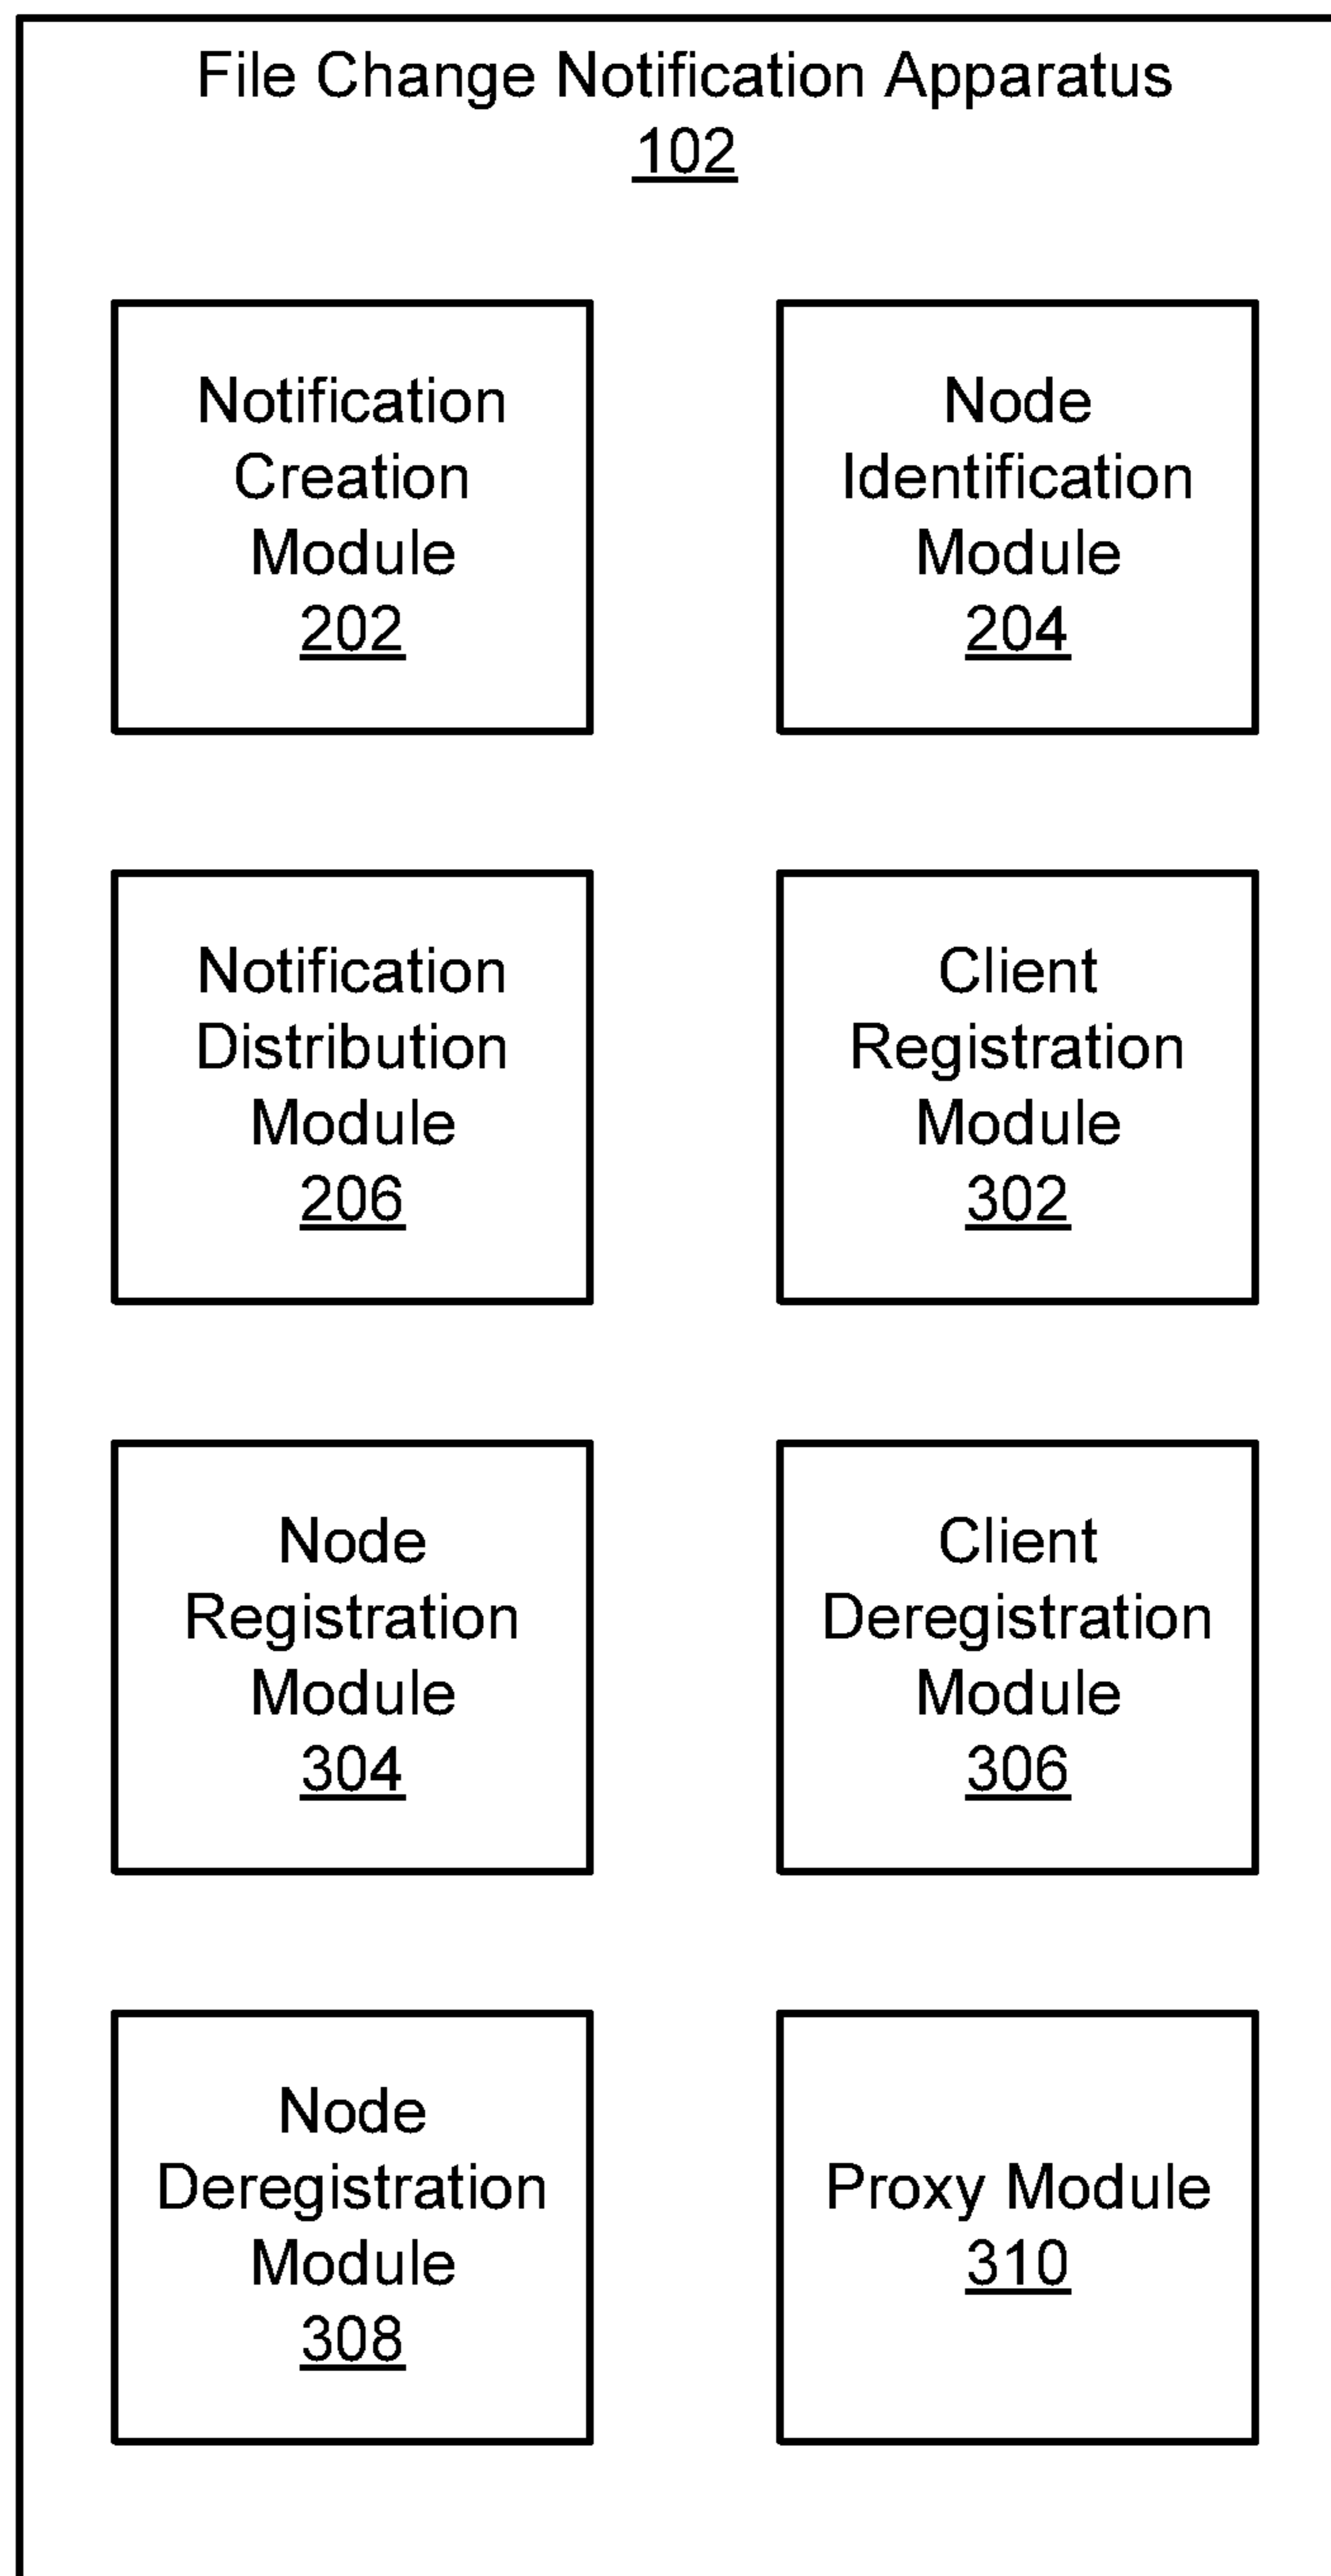 File Change Notification Apparatus
102
Notification
Creation
Module
202
Node
Identification
Module
204
Notification
Distribution
Module
206
Client
Registration
Module
302
Node
Registration
Module
304
Client
Deregistration
Module
306
Node
Deregistration
Module
308
Proxy Module
310